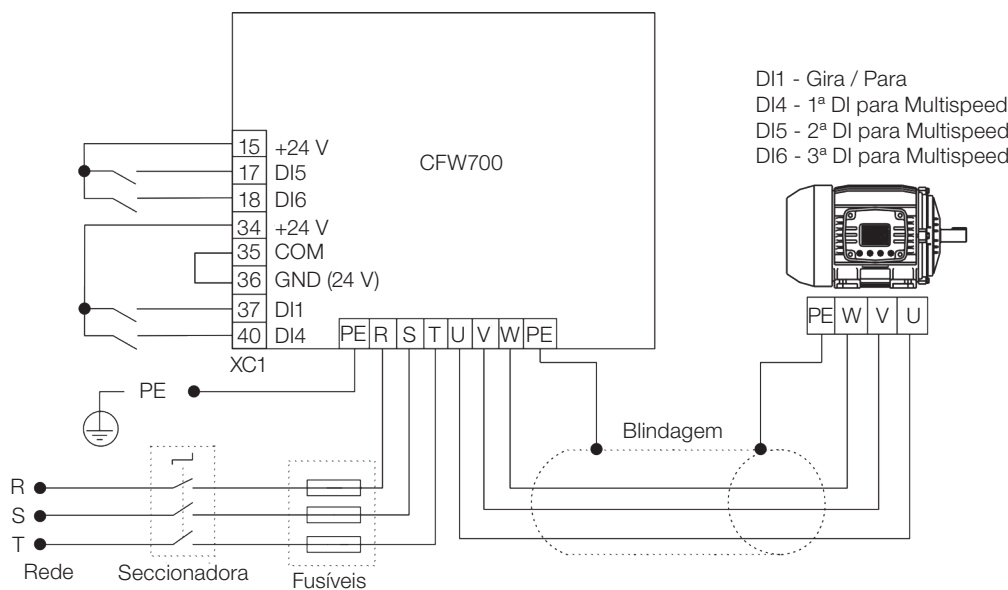 CFW700
DI1 - Gira / Para
DI4 - 1ª DI para Multispeed
DI5 - 2ª DI para Multispeed
DI6 - 3ª DI para Multispeed
15 +24 V
17 DI5
18 DI6
34 +24 V
35 COM
36 GND (24 V)
37 DI1
40 DI4
XC1
PE R S T U V W PE
PE W V U
PE
Blindagem
R
S
T
Rede
Seccionadora
Fusíveis